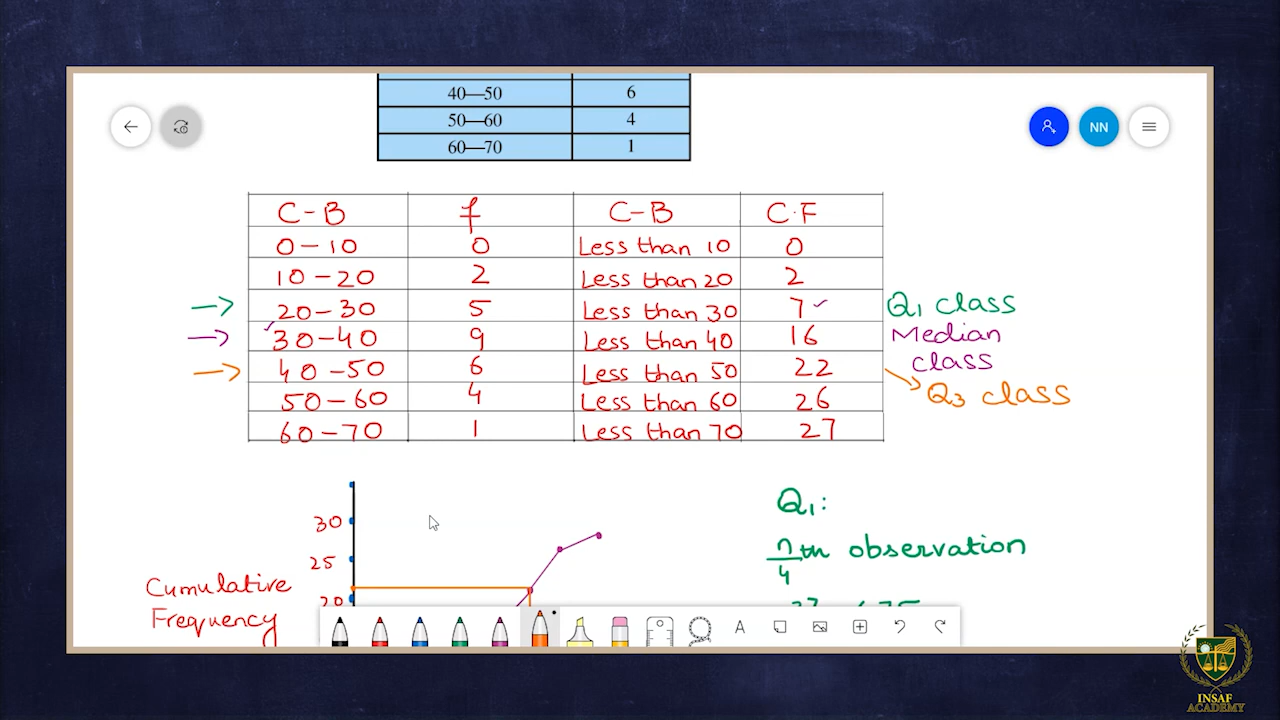 40—50 6
50—60 4
60—70 1
NN
C-B f C-B C.F
0-10 0 Less than 10 0
10-20 2 Less than 20 2
20-30 5 Less than 30 7 Q1 class
30-40 9 Less than 40 16 Median
class
40-50 6 Less than 50 22
50-60 4 Less than 60 26 Q3 class
60-70 1 Less than 70 27
Q1:
30
n/4 th observation
25
Cumulative
20
Frequency
A
INSAF
ACADEMY